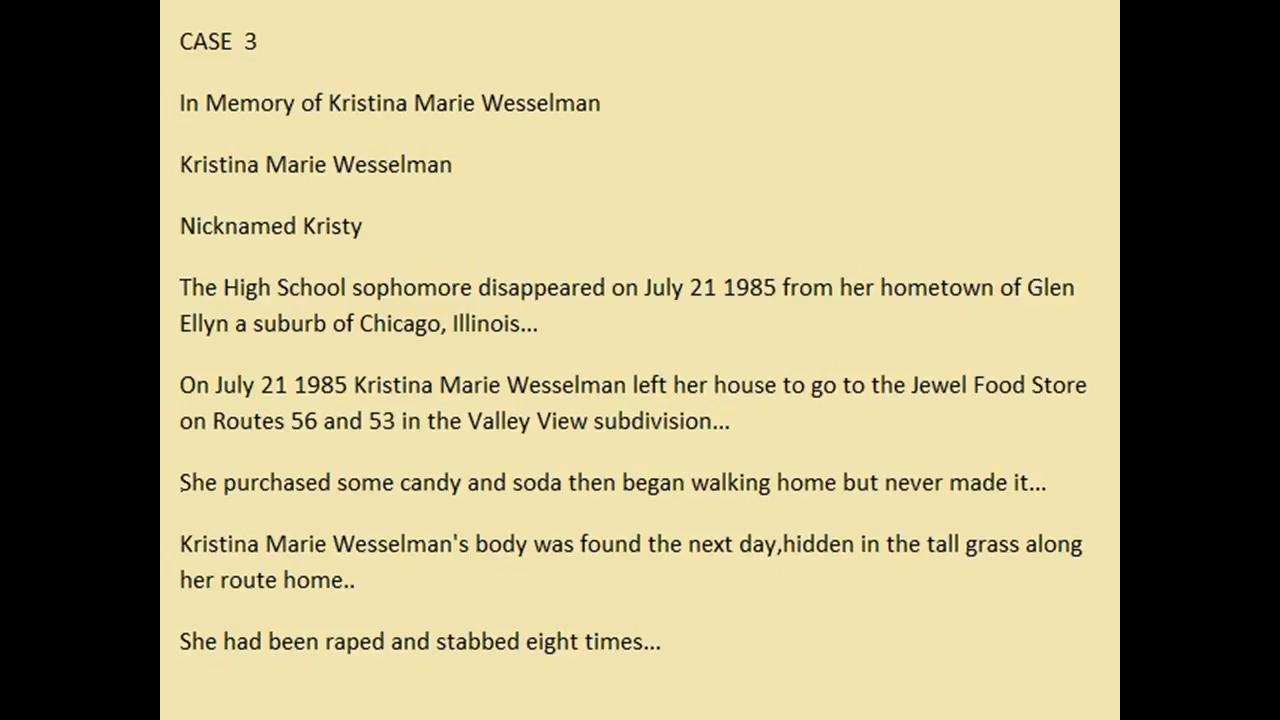 CASE  3
In Memory of Kristina Marie Wesselman
Kristina Marie Wesselman
Nicknamed Kristy
The High School sophomore disappeared on July 21 1985 from her hometown of Glen
Ellyn a suburb of Chicago, Illinois...
On July 21 1985 Kristina Marie Wesselman left her house to go to the Jewel Food Store
on Routes 56 and 53 in the Valley View subdivision...
She purchased some candy and soda then began walking home but never made it...
Kristina Marie Wesselman's body was found the next day,hidden in the tall grass along
her route home..
She had been raped and stabbed eight times...